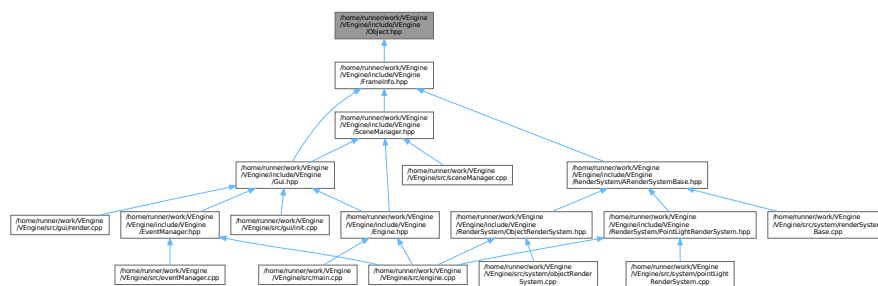 /home/runner/work/VEngine
/VEngine/include/VEngine
/Object.hpp
/home/runner/work/VEngine
/VEngine/include/VEngine
/FrameInfo.hpp
/home/runner/work/VEngine
/VEngine/include/VEngine
/SceneManager.hpp
/home/runner/work/VEngine
/VEngine/include/VEngine
/Gui.hpp
/home/runner/work/VEngine
/VEngine/src/sceneManager.cpp
/home/runner/work/VEngine
/VEngine/include/VEngine
/RenderSystem/ARenderSystemBase.hpp
/home/runner/work/VEngine
/VEngine/src/gui/render.cpp
/home/runner/work/VEngine
/VEngine/include/VEngine
/EventManager.hpp
/home/runner/work/VEngine
/VEngine/src/gui/init.cpp
/home/runner/work/VEngine
/VEngine/include/VEngine
/Engine.hpp
/home/runner/work/VEngine
/VEngine/include/VEngine
/RenderSystem/ObjectRenderSystem.hpp
/home/runner/work/VEngine
/VEngine/include/VEngine
/RenderSystem/PointLightRenderSystem.hpp
/home/runner/work/VEngine
/VEngine/src/system/renderSystem
Base.cpp
/home/runner/work/VEngine
/VEngine/src/eventManager.cpp
/home/runner/work/VEngine
/VEngine/src/main.cpp
/home/runner/work/VEngine
/VEngine/src/engine.cpp
/home/runner/work/VEngine
/VEngine/src/system/objectRender
System.cpp
/home/runner/work/VEngine
/VEngine/src/system/pointLight
RenderSystem.cpp